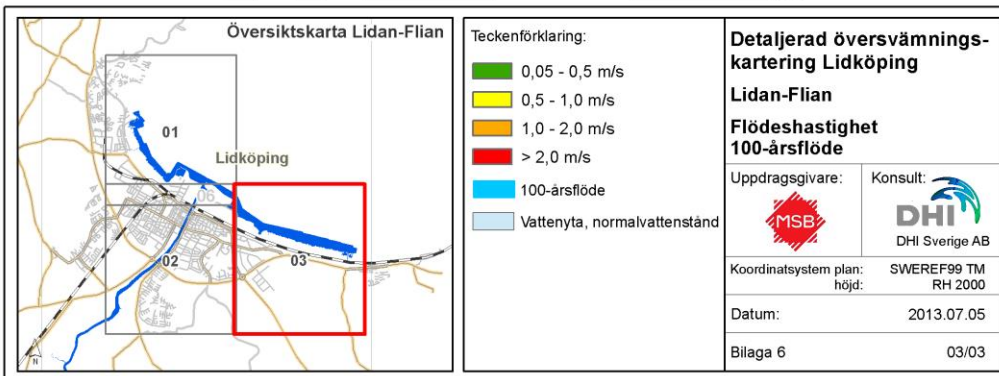 Översiktskarta Lidan-Flian
01
Lidköping
06
02
03
N
Teckenförklaring:
0,05 - 0,5 m/s
0,5 - 1,0 m/s
1,0 - 2,0 m/s
> 2,0 m/s
100-årsflöde
Vattenyta, normalvattenstånd
Detaljerad översvämnings-
kartering Lidköping
Lidan-Flian
Flödeshastighet
100-årsflöde
Uppdragsgivare:
MSB
Konsult:
DHI
DHI Sverige AB
Koordinatsystem plan: SWEREF99 TM
höjd: RH 2000
Datum: 2013.07.05
Bilaga 6 03/03